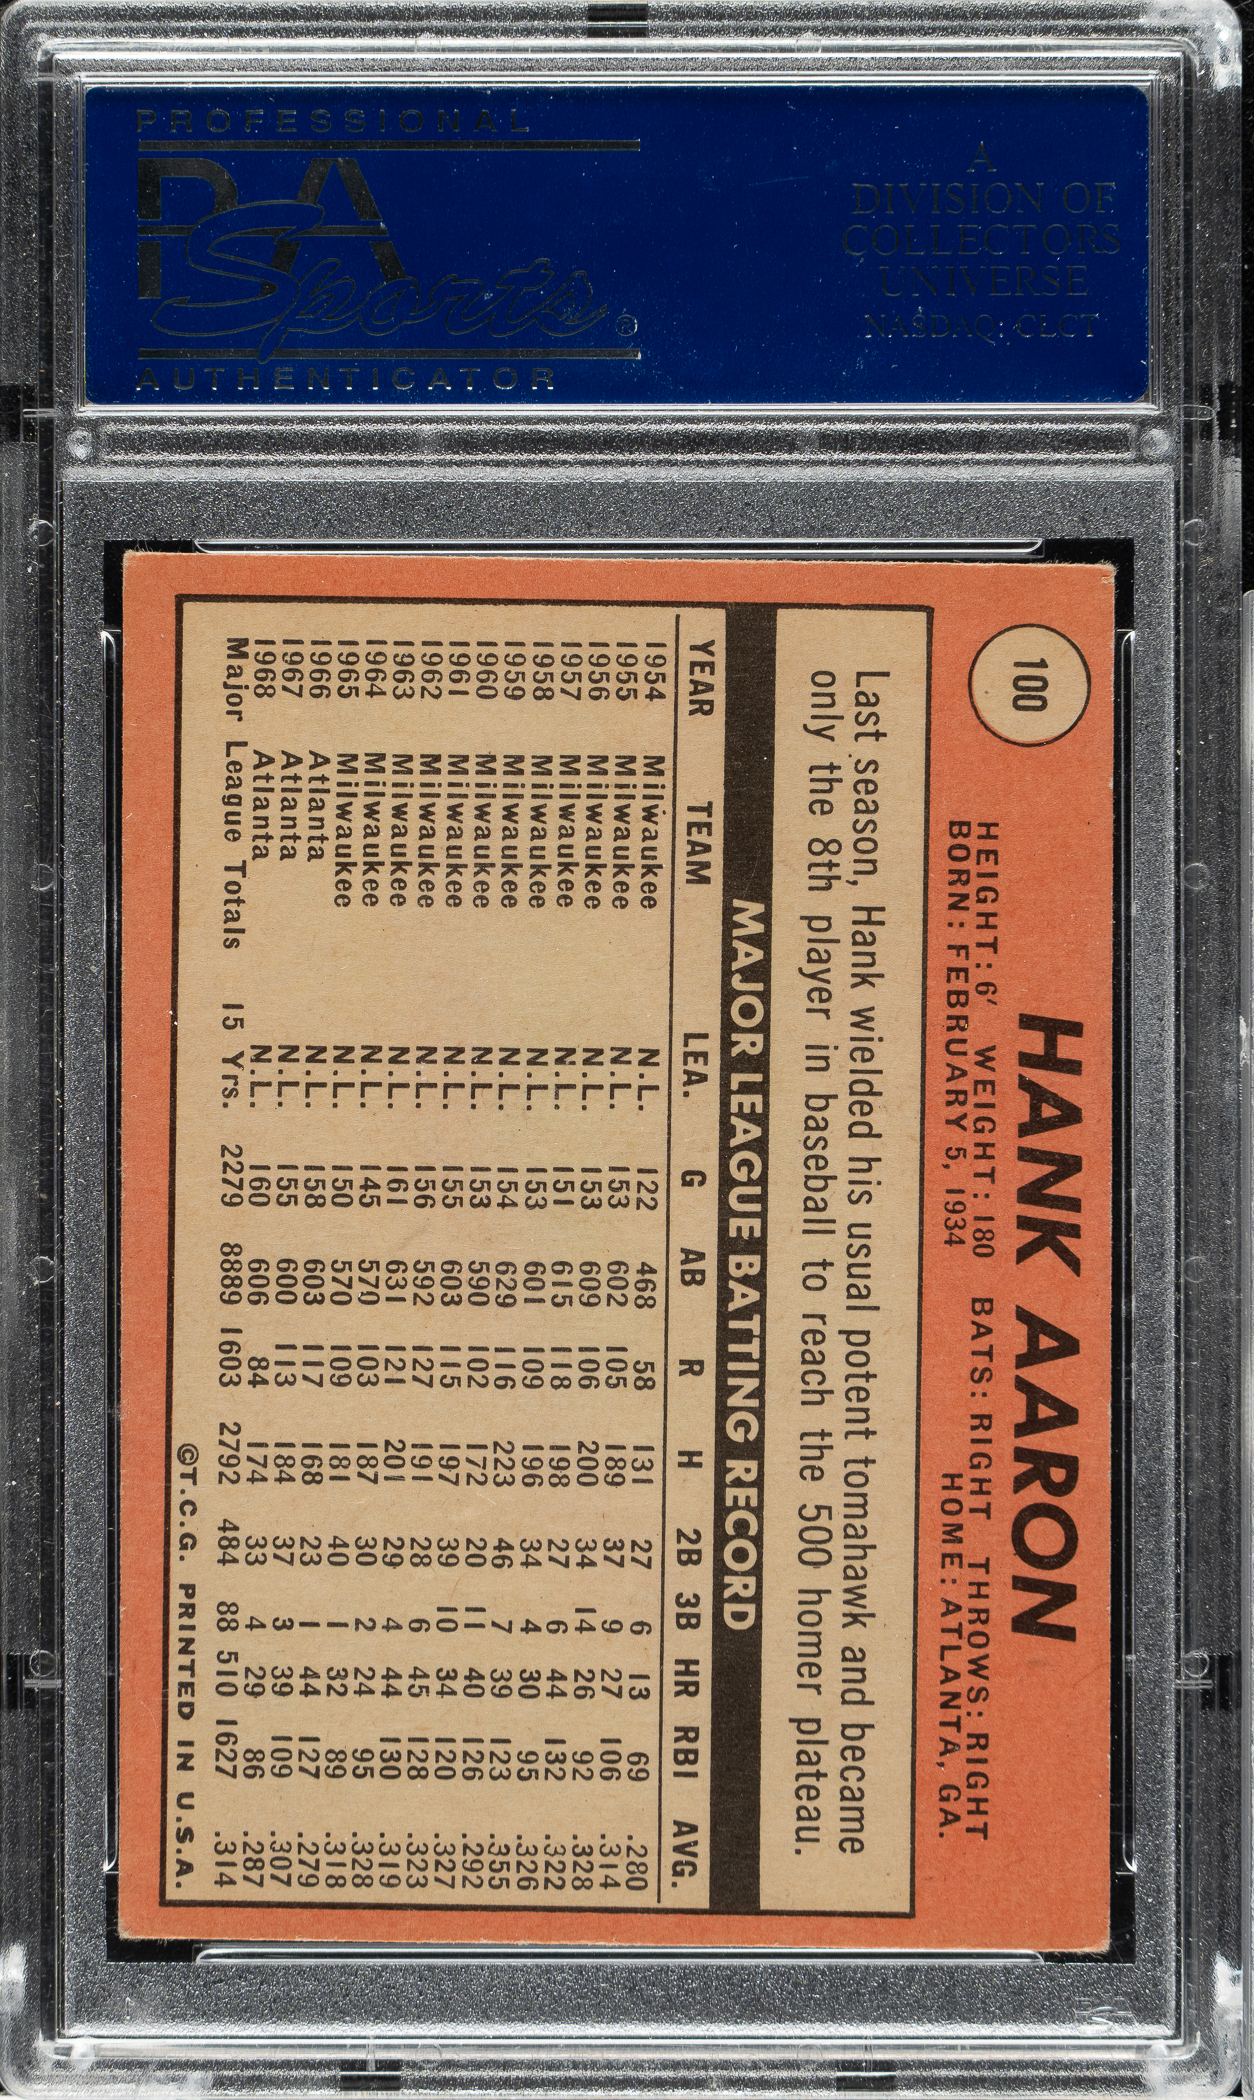 PROFESSIONAL
PSA
Sports®
AUTHENTICATOR
A
DIVISION OF
COLLECTORS
UNIVERSE
NASDAQ: CLCT
100
HANK AARON
HEIGHT: 6' WEIGHT: 180 BATS: RIGHT THROWS: RIGHT
BORN: FEBRUARY 5, 1934 HOME: ATLANTA, GA.
Last season, Hank wielded his usual potent tomahawk and became
only the 8th player in baseball to reach the 500 homer plateau.
MAJOR LEAGUE BATTING RECORD
YEAR TEAM LEA. G AB R H 2B 3B HR RBI AVG.
1954 Milwaukee N.L. 122 468 58 131 27 6 13 69 .280
1955 Milwaukee N.L. 153 602 105 189 37 9 27 106 .314
1956 Milwaukee N.L. 153 609 106 200 34 14 26 92 .328
1957 Milwaukee N.L. 151 615 118 198 27 6 44 132 .322
1958 Milwaukee N.L. 153 601 109 196 34 4 30 95 .326
1959 Milwaukee N.L. 154 629 116 223 46 7 39 123 .355
1960 Milwaukee N.L. 153 590 102 172 20 11 40 126 .292
1961 Milwaukee N.L. 155 603 115 197 39 10 34 120 .327
1962 Milwaukee N.L. 156 592 127 191 28 6 45 128 .323
1963 Milwaukee N.L. 161 631 121 201 29 4 44 130 .319
1964 Milwaukee N.L. 145 570 103 187 30 2 24 95 .328
1965 Milwaukee N.L. 150 570 109 181 40 1 32 89 .318
1966 Atlanta N.L. 158 603 117 168 23 1 44 127 .279
1967 Atlanta N.L. 155 600 113 184 37 3 39 109 .307
1968 Atlanta N.L. 160 606 84 174 33 4 29 86 .287
Major League Totals 15 Yrs. 2279 8889 1603 2792 484 88 510 1627 .314
©T.C.G. PRINTED IN U.S.A.
PSA